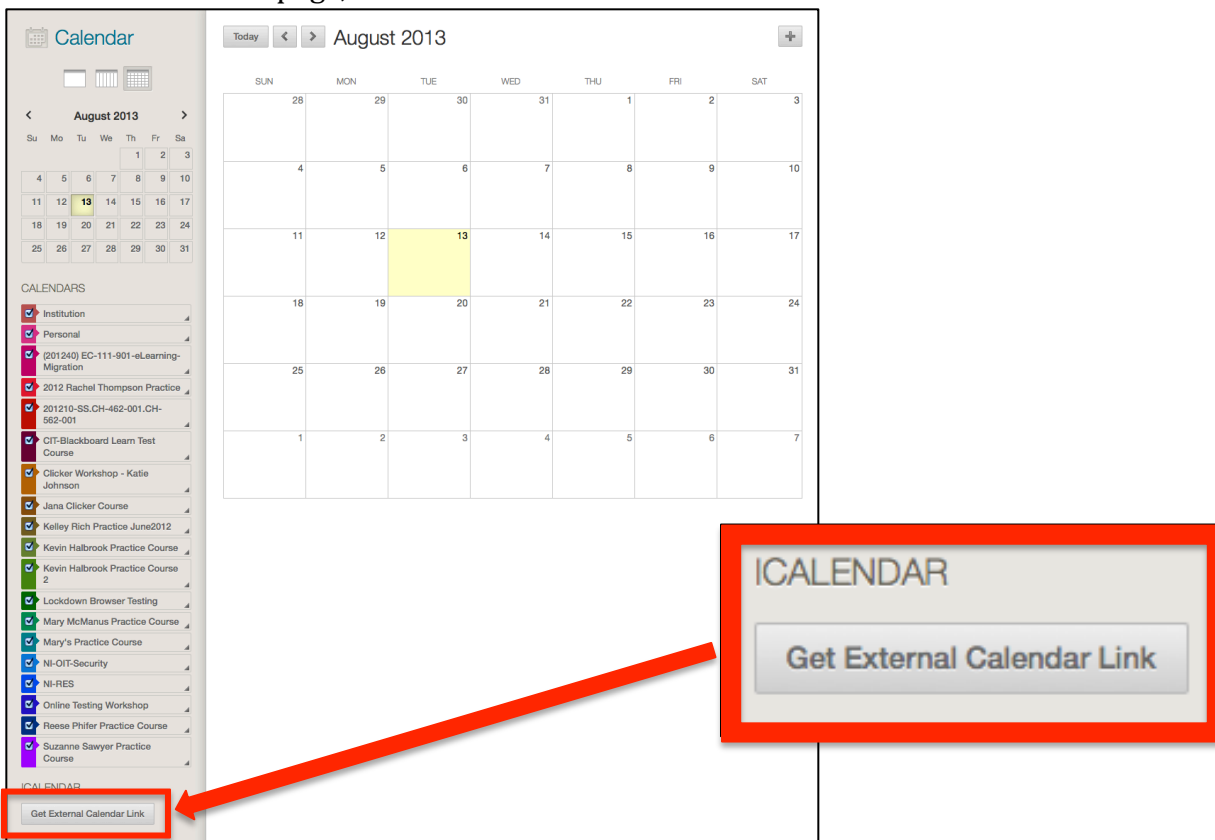 page,
Calendar
August 2013
Su Mo Tu We Th Fr Sa
1 2 3
4 5 6 7 8 9 10
11 12 13 14 15 16 17
18 19 20 21 22 23 24
25 26 27 28 29 30 31
CALENDARS
Institution
Personal
(201240) EC-111-901-eLearning-
Migration
2012 Rachel Thompson Practice
201210-SS.CH-462-001.CH-
562-001
CIT-Blackboard Learn Test
Course
Clicker Workshop - Katie
Johnson
Jana Clicker Course
Kelley Rich Practice June2012
Kevin Halbrook Practice Course
Kevin Halbrook Practice Course
2
Lockdown Browser Testing
Mary McManus Practice Course
Mary's Practice Course
NI-OIT-Security
NI-RES
Online Testing Workshop
Reese Phifer Practice Course
Suzanne Sawyer Practice
Course
ICALENDAR
Get External Calendar Link
Today < > August 2013 +
SUN MON TUE WED THU FRI SAT
28 29 30 31 1 2 3
4 5 6 7 8 9 10
11 12 13 14 15 16 17
18 19 20 21 22 23 24
25 26 27 28 29 30 31
1 2 3 4 5 6 7
ICALENDAR
Get External Calendar Link